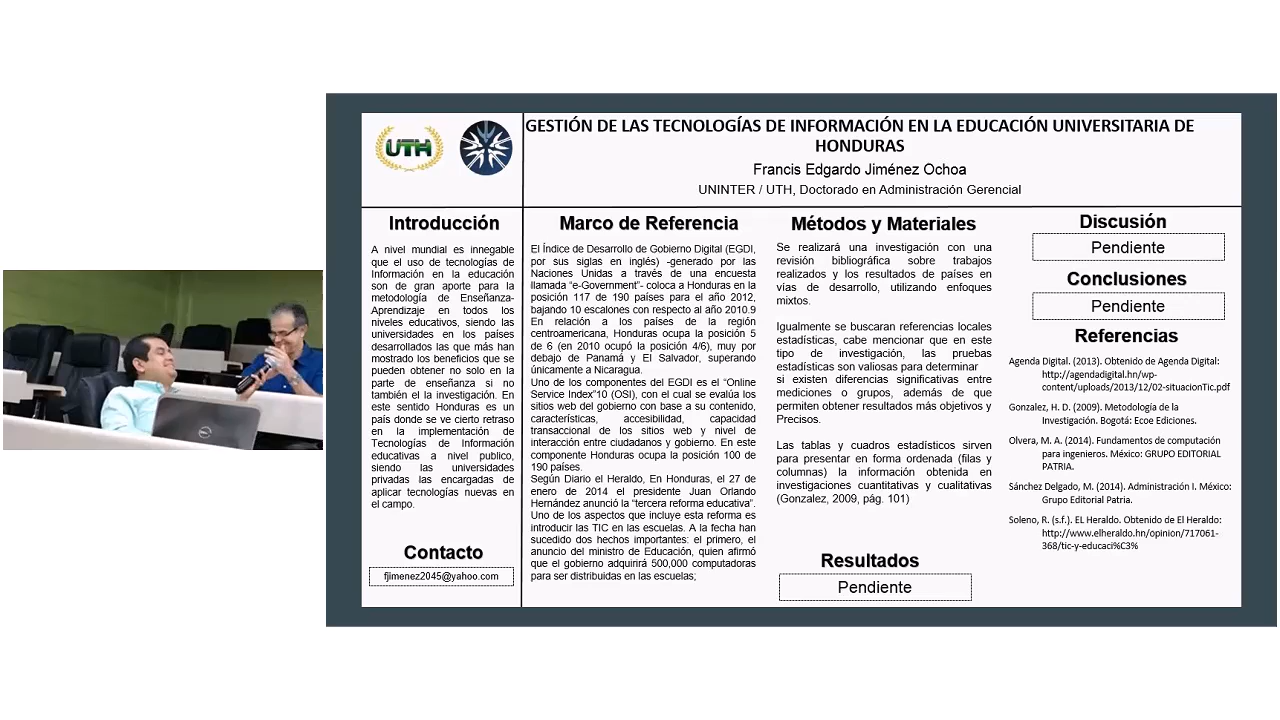 UTH
GESTIÓN DE LAS TECNOLOGÍAS DE INFORMACIÓN EN LA EDUCACIÓN UNIVERSITARIA DE
HONDURAS
Francis Edgardo Jiménez Ochoa
UNINTER / UTH, Doctorado en Administración Gerencial
Introducción
A nivel mundial es innegable
que el uso de tecnologías de
Información en la educación
son de gran aporte para la
metodología de Enseñanza-
Aprendizaje en todos los
niveles educativos, siendo las
universidades en los países
desarrollados las que más han
mostrado los beneficios que se
pueden obtener no solo en la
parte de enseñanza si no
también el la investigación. En
este sentido Honduras es un
país donde se ve cierto retraso
en la implementación de
Tecnologías de Información
educativas a nivel publico,
siendo las universidades
privadas las encargadas de
aplicar tecnologías nuevas en
el campo.
Contacto
fjimenez2045@yahoo.com
Marco de Referencia
El Índice de Desarrollo de Gobierno Digital (EGDI,
por sus siglas en inglés) -generado por las
Naciones Unidas a través de una encuesta
llamada “e-Government”- coloca a Honduras en la
posición 117 de 190 países para el año 2012,
bajando 10 escalones con respecto al año 2010.9
En relación a los países de la región
centroamericana, Honduras ocupa la posición 5
de 6 (en 2010 ocupó la posición 4/6), muy por
debajo de Panamá y El Salvador, superando
únicamente a Nicaragua.
Uno de los componentes del EGDI es el “Online
Service Index”10 (OSI), con el cual se evalúa los
sitios web del gobierno con base a su contenido,
características, accesibilidad, capacidad
transaccional de los sitios web y nivel de
interacción entre ciudadanos y gobierno. En este
componente Honduras ocupa la posición 100 de
190 países.
Según Diario el Heraldo, En Honduras, el 27 de
enero de 2014 el presidente Juan Orlando
Hernández anunció la “tercera reforma educativa”.
Uno de los aspectos que incluye esta reforma es
introducir las TIC en las escuelas. A la fecha han
sucedido dos hechos importantes: el primero, el
anuncio del ministro de Educación, quien afirmó
que el gobierno adquirirá 500,000 computadoras
para ser distribuidas en las escuelas;
Métodos y Materiales
Se realizará una investigación con una
revisión bibliográfica sobre trabajos
realizados y los resultados de países en
vías de desarrollo, utilizando enfoques
mixtos.
Igualmente se buscaran referencias locales
estadísticas, cabe mencionar que en este
tipo de investigación, las pruebas
estadísticas son valiosas para determinar
si existen diferencias significativas entre
mediciones o grupos, además de que
permiten obtener resultados más objetivos y
Precisos.
Las tablas y cuadros estadísticos sirven
para presentar en forma ordenada (filas y
columnas) la información obtenida en
investigaciones cuantitativas y cualitativas
(Gonzalez, 2009, pág. 101)
Resultados
Pendiente
Discusión
Pendiente
Conclusiones
Pendiente
Referencias
Agenda Digital. (2013). Obtenido de Agenda Digital:
http://agendadigital.hn/wp-
content/uploads/2013/12/02-situacionTic.pdf
Gonzalez, H. D. (2009). Metodología de la
Investigación. Bogotá: Ecoe Ediciones.
Olvera, M. A. (2014). Fundamentos de computación
para ingenieros. México: GRUPO EDITORIAL
PATRIA.
Sánchez Delgado, M. (2014). Administración I. México:
Grupo Editorial Patria.
Soleno, R. (s.f.). EL Heraldo. Obtenido de El Heraldo:
http://www.elheraldo.hn/opinion/717061-
368/tic-y-educaci%C3%